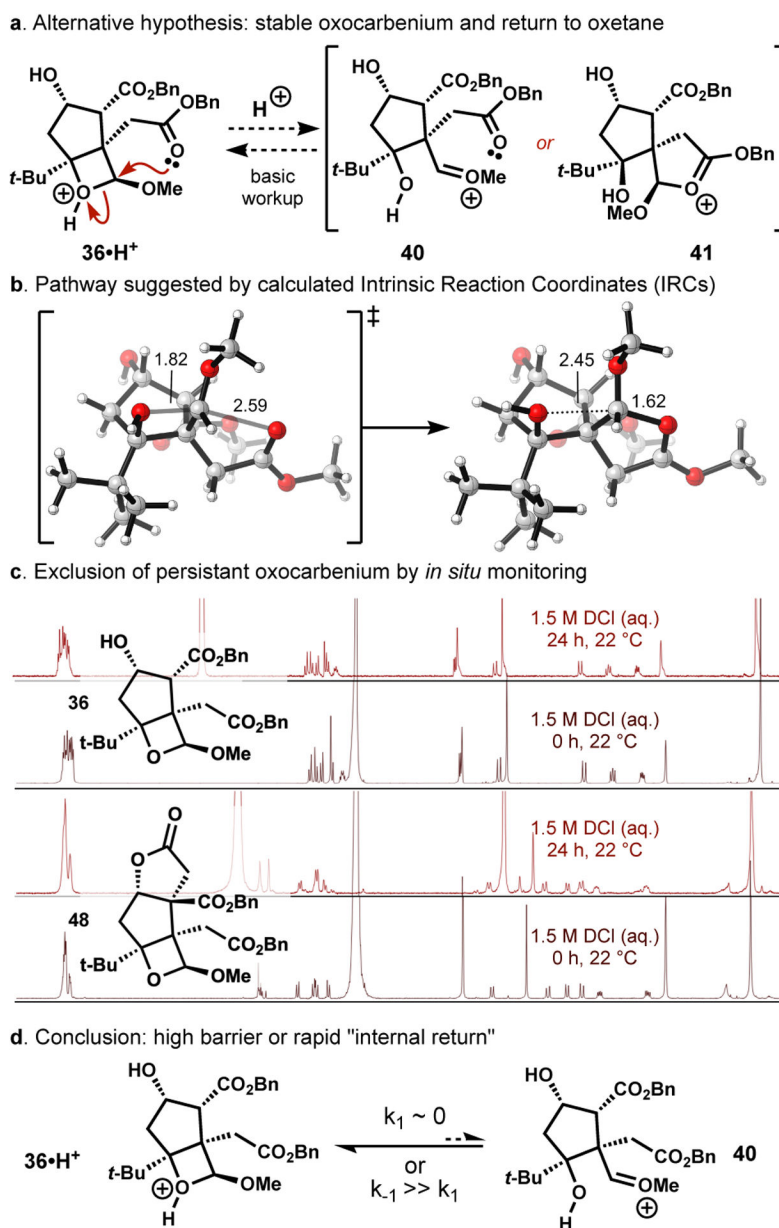 a. Alternative hypothesis: stable oxocarbenium and return to oxetane
HO
CO₂Bn
OBn
O
t-Bu
O
⊕
H
OMe
36•H⁺
H⊕
basic
workup
HO
CO₂Bn
OBn
O
t-Bu
O
H
OMe
⊕
40
or
HO
CO₂Bn
OBn
t-Bu
HO
MeO
O
⊕
41
b. Pathway suggested by calculated Intrinsic Reaction Coordinates (IRCs)
‡
1.82
2.59
2.45
1.62
c. Exclusion of persistant oxocarbenium by in situ monitoring
HO
CO₂Bn
36
CO₂Bn
t-Bu
O
OMe
1.5 M DCl (aq.)
24 h, 22 °C
1.5 M DCl (aq.)
0 h, 22 °C
O
O
48
CO₂Bn
CO₂Bn
t-Bu
O
OMe
1.5 M DCl (aq.)
24 h, 22 °C
1.5 M DCl (aq.)
0 h, 22 °C
d. Conclusion: high barrier or rapid "internal return"
HO
CO₂Bn
CO₂Bn
36•H⁺
t-Bu
⊕
O
H
OMe
k₁ ~ 0
or
k₋₁ >> k₁
HO
CO₂Bn
CO₂Bn
40
t-Bu
O
H
OMe
⊕